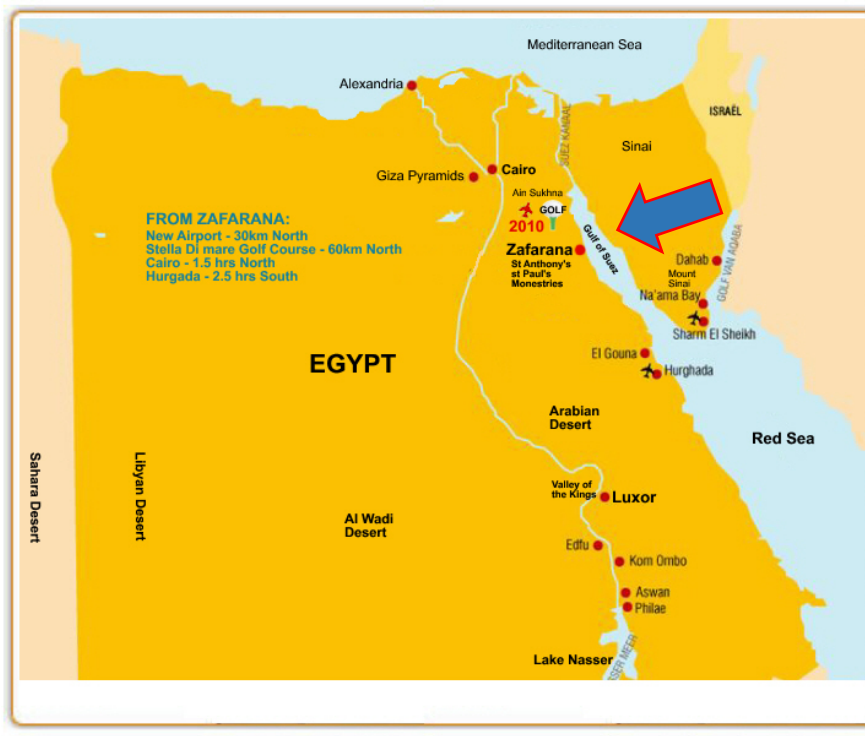 Mediterranean Sea
Alexandria
ISRAËL
SUEZ KANAAL
Sinai
Cairo
Giza Pyramids
Ain Sukhna
GOLF
2010
FROM ZAFARANA:
New Airport - 30km North
Stella Di mare Golf Course - 60km North
Cairo - 1.5 hrs North
Hurgada - 2.5 hrs South
Zafarana
St Anthony's
st Paul's
Monestries
Gulf of Suez
Dahab
Mount
Sinai
GOLF VAN AQABA
Na'ama Bay
Sharm El Sheikh
El Gouna
Hurghada
EGYPT
Arabian
Desert
Red Sea
Sahara Desert
Libyan Desert
Valley of
the Kings
Luxor
Al Wadi
Desert
Edfu
Kom Ombo
Aswan
Philae
Lake Nasser
SSER MEER